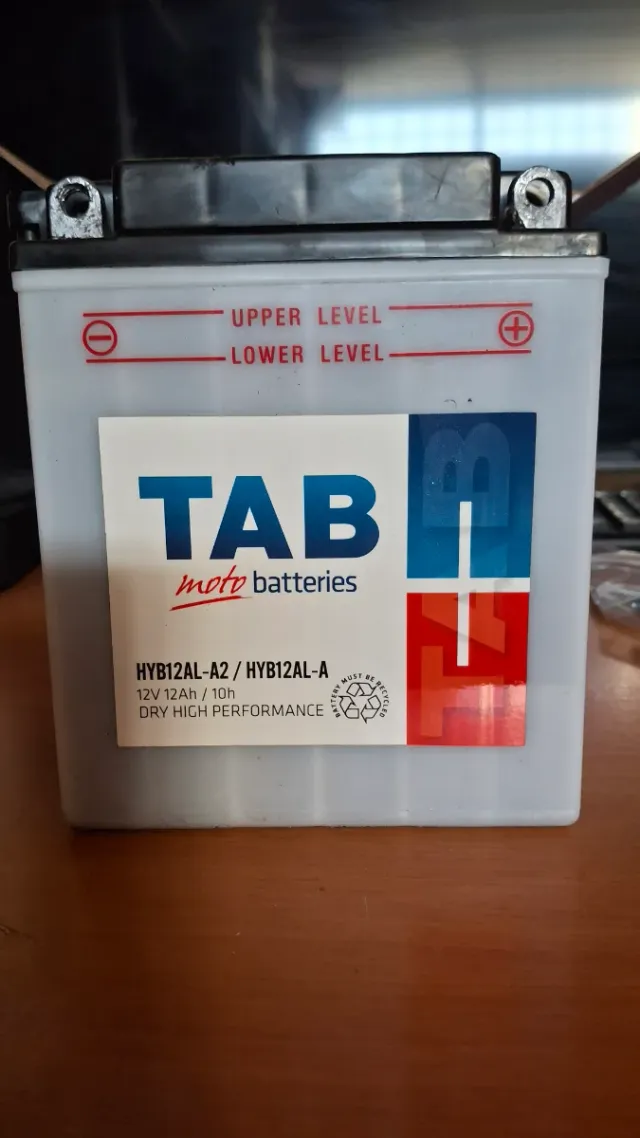 UPPER LEVEL
LOWER LEVEL
TAB
TAB
moto batteries
HYB12AL-A2 / HYB12AL-A
12V 12Ah / 10h
DRY HIGH PERFORMANCE
BATTERY MUST BE RECYCLED